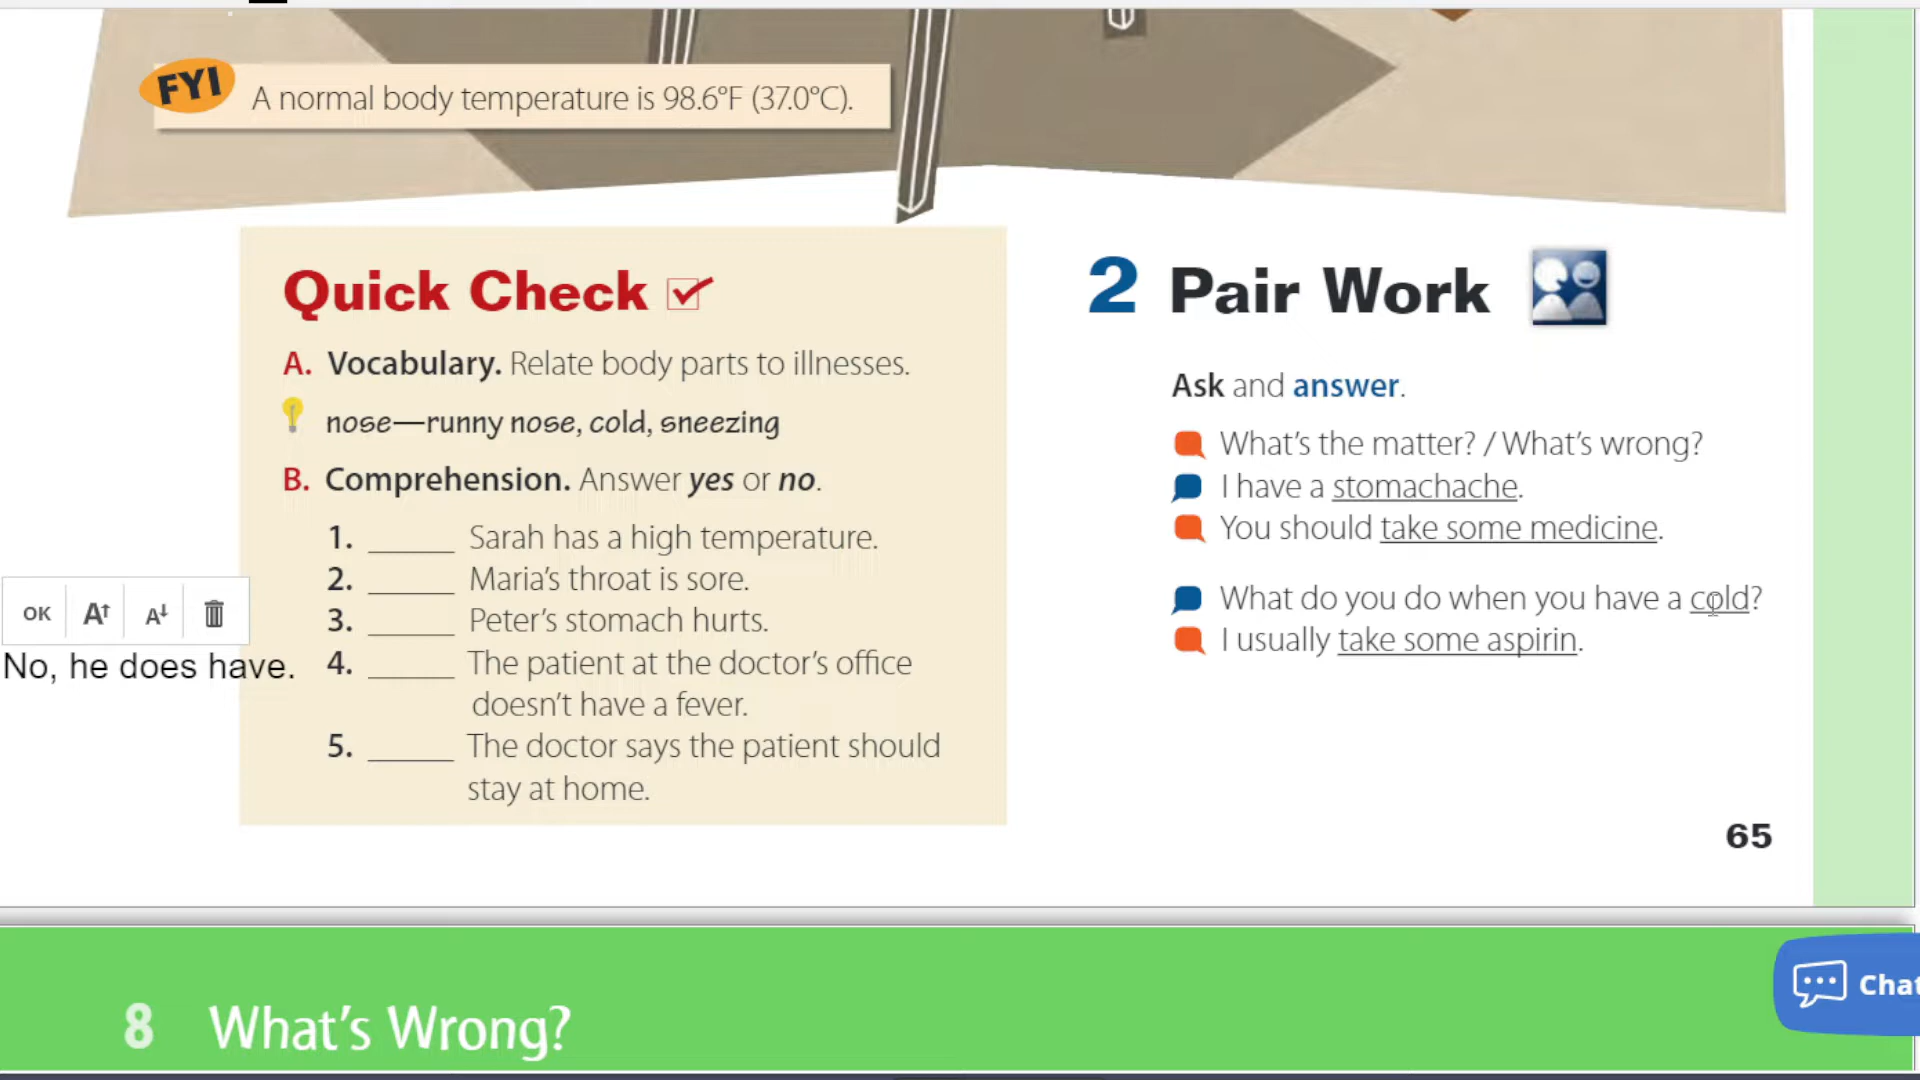 FYI A normal body temperature is 98.6°F (37.0°C).
Quick Check
A. Vocabulary. Relate body parts to illnesses.
nose—runny nose, cold, sneezing
B. Comprehension. Answer yes or no.
1. ______ Sarah has a high temperature.
2. ______ Maria's throat is sore.
3. ______ Peter's stomach hurts.
4. ______ The patient at the doctor's office
doesn't have a fever.
5. ______ The doctor says the patient should
stay at home.
OK A↑ A↓
No, he does have.
2 Pair Work
Ask and answer.
What's the matter? / What's wrong?
I have a stomachache.
You should take some medicine.
What do you do when you have a cold?
I usually take some aspirin.
65
8 What's Wrong?
Chat